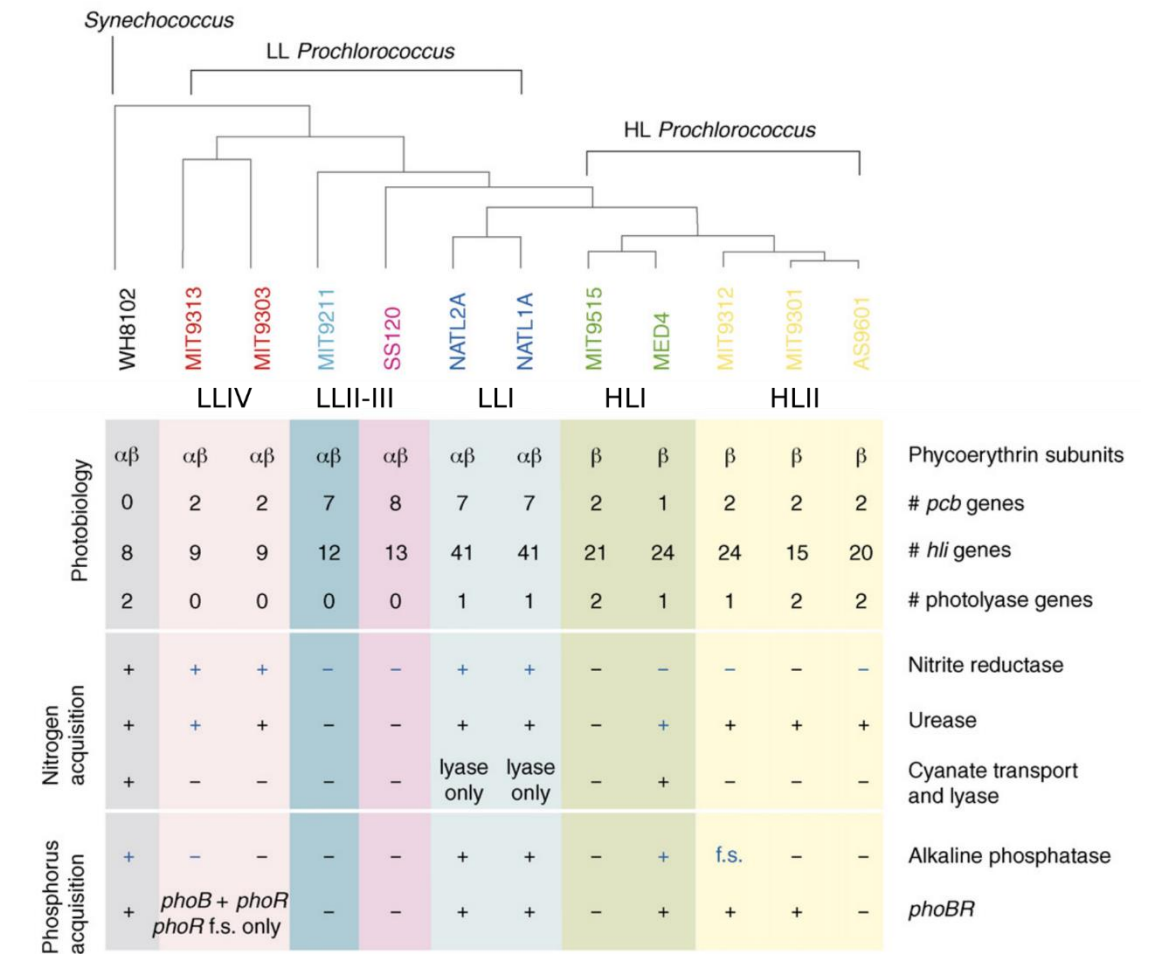 Synechococcus
LL Prochlorococcus
HL Prochlorococcus
WH8102 MIT9313 MIT9303 MIT9211 SS120 NATL2A NATL1A MIT9515 MED4 MIT9312 MIT9301 AS9601
LLIV LLII-III LLI HLI HLII
Photobiology
αβ αβ αβ αβ αβ αβ αβ β β β β β Phycoerythrin subunits
0 2 2 7 8 7 7 2 1 2 2 2 # pcb genes
8 9 9 12 13 41 41 21 24 24 15 20 # hli genes
2 0 0 0 0 1 1 2 1 1 2 2 # photolyase genes
Nitrogen
acquisition
+ + + – – + + – – – – – Nitrite reductase
+ + + – – + + – + + + + Urease
+ – – – – lyase only lyase only – + – – – Cyanate transport
and lyase
Phosphorus
acquisition
+ – – – – + + – + f.s. – – Alkaline phosphatase
+ phoB + phoR – – + + – + + + – phoBR
phoR f.s. only